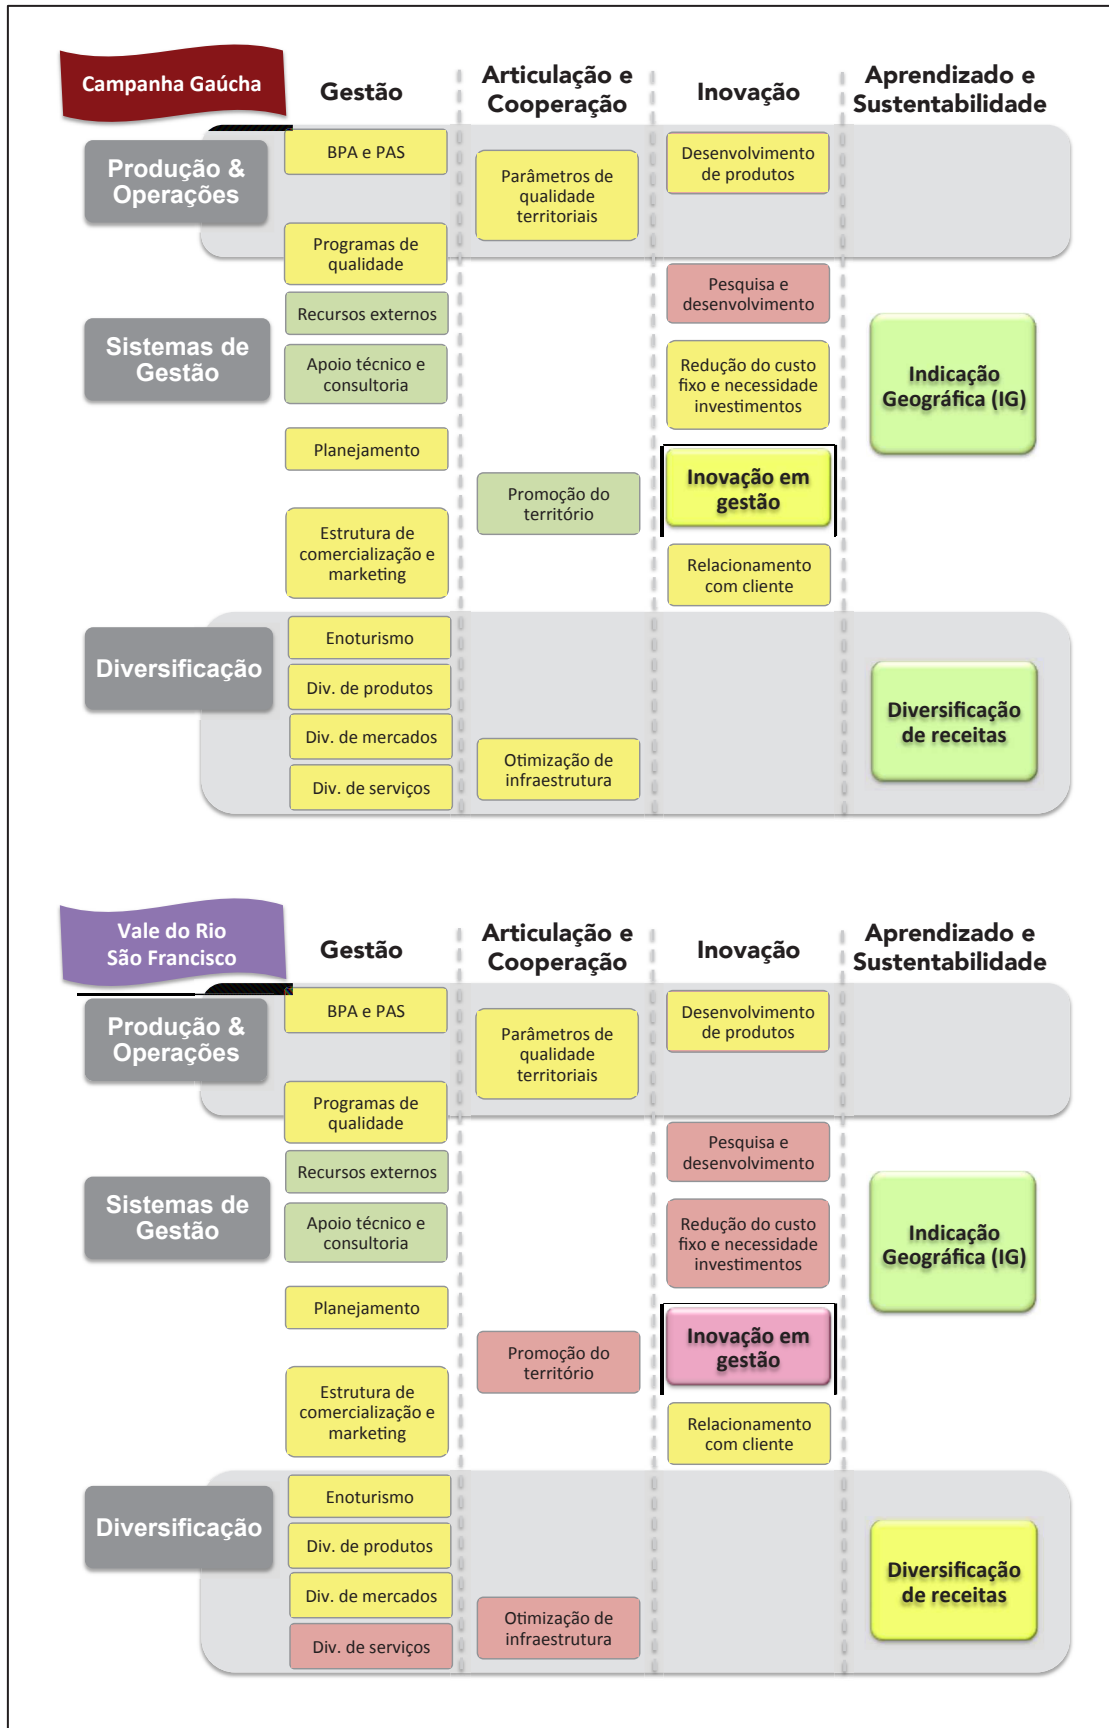 Campanha Gaúcha
Gestão
Articulação e
Cooperação
Inovação
Aprendizado e
Sustentabilidade
Produção &
Operações
BPA e PAS
Parâmetros de
qualidade
territoriais
Desenvolvimento
de produtos
Programas de
qualidade
Sistemas de
Gestão
Recursos externos
Apoio técnico e
consultoria
Planejamento
Estrutura de
comercialização e
marketing
Promoção do
território
Pesquisa e
desenvolvimento
Redução do custo
fixo e necessidade
investimentos
Inovação em
gestão
Relacionamento
com cliente
Indicação
Geográfica (IG)
Diversificação
Enoturismo
Div. de produtos
Div. de mercados
Div. de serviços
Otimização de
infraestrutura
Diversificação
de receitas
Vale do Rio
São Francisco
Gestão
Articulação e
Cooperação
Inovação
Aprendizado e
Sustentabilidade
Produção &
Operações
BPA e PAS
Parâmetros de
qualidade
territoriais
Desenvolvimento
de produtos
Programas de
qualidade
Sistemas de
Gestão
Recursos externos
Apoio técnico e
consultoria
Planejamento
Estrutura de
comercialização e
marketing
Promoção do
território
Pesquisa e
desenvolvimento
Redução do custo
fixo e necessidade
investimentos
Inovação em
gestão
Relacionamento
com cliente
Indicação
Geográfica (IG)
Diversificação
Enoturismo
Div. de produtos
Div. de mercados
Div. de serviços
Otimização de
infraestrutura
Diversificação
de receitas